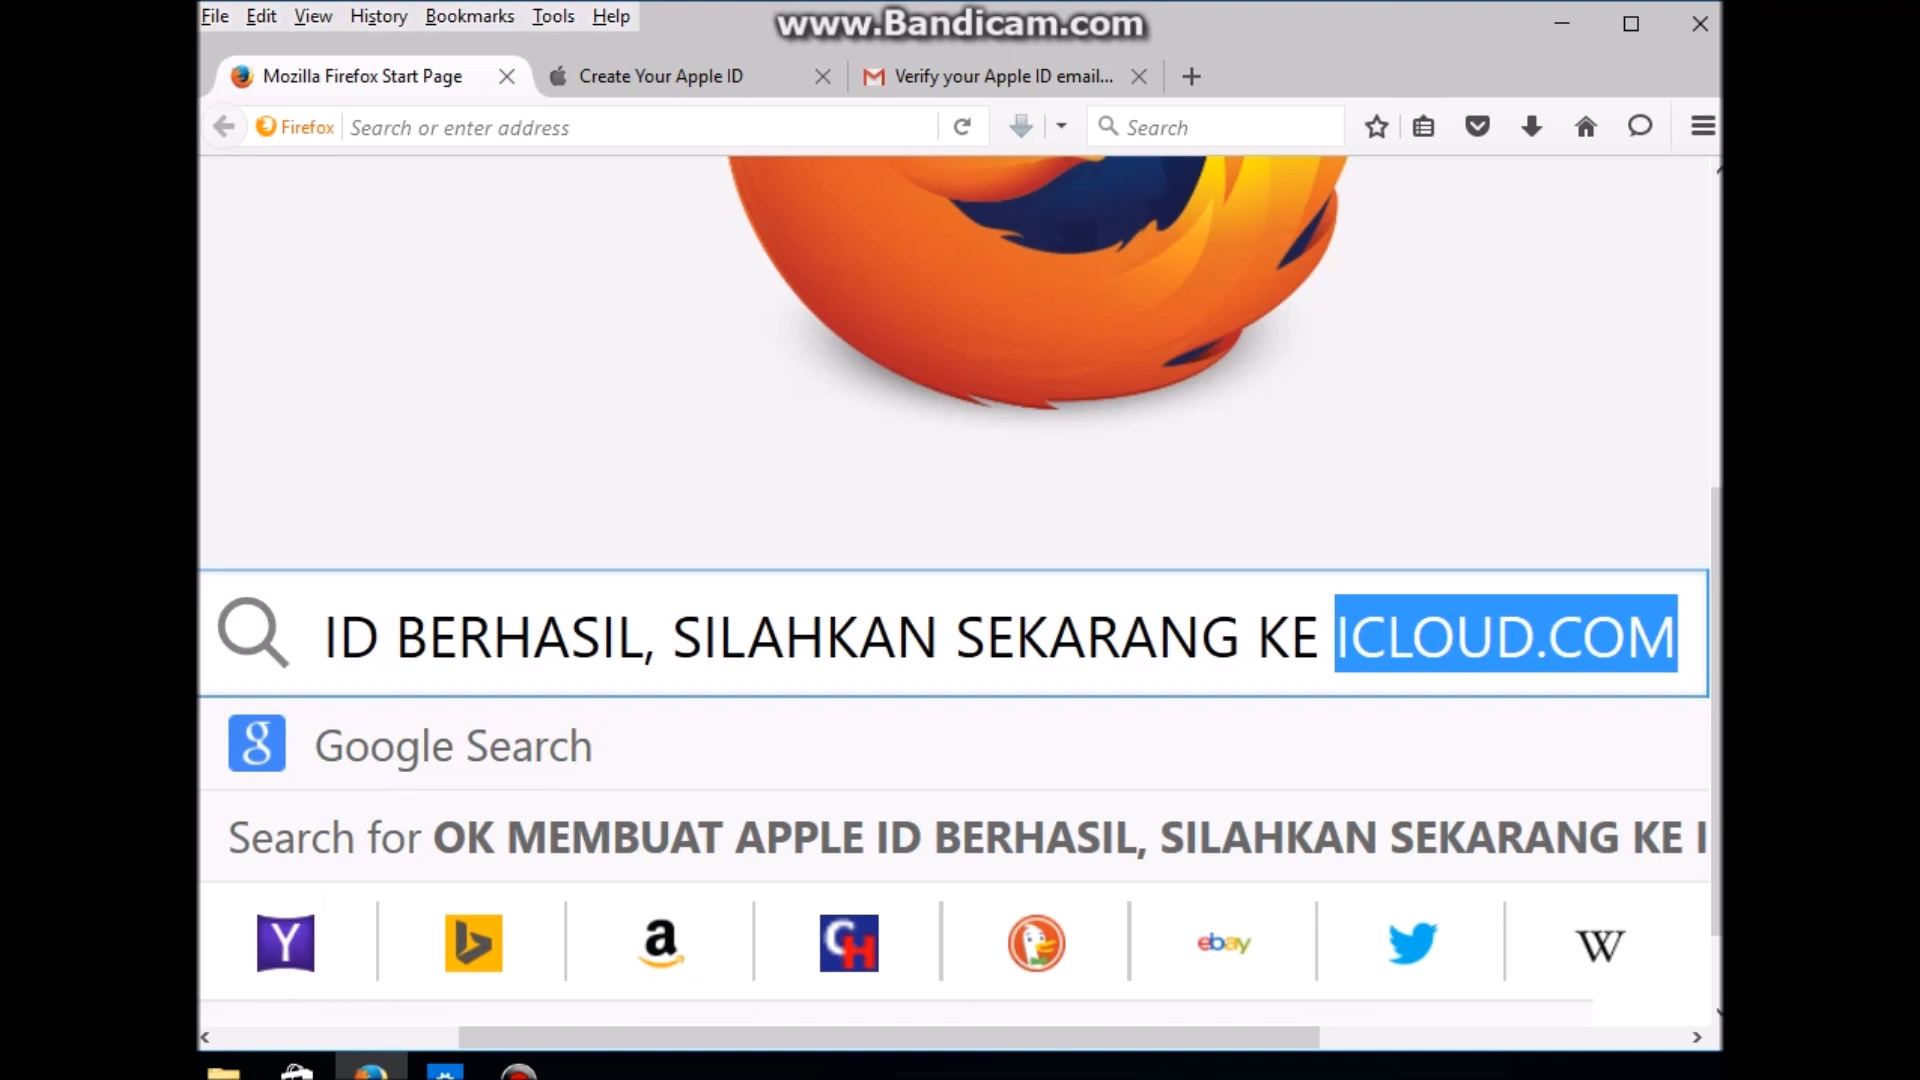 File Edit View History Bookmarks Tools Help
www.Bandicam.com
Mozilla Firefox Start Page
Create Your Apple ID
Verify your Apple ID email...
Firefox
Search or enter address
Search
ID BERHASIL, SILAHKAN SEKARANG KE ICLOUD.COM
g Google Search
Search for OK MEMBUAT APPLE ID BERHASIL, SILAHKAN SEKARANG KE I
Y
b
a
CH
ebay
W